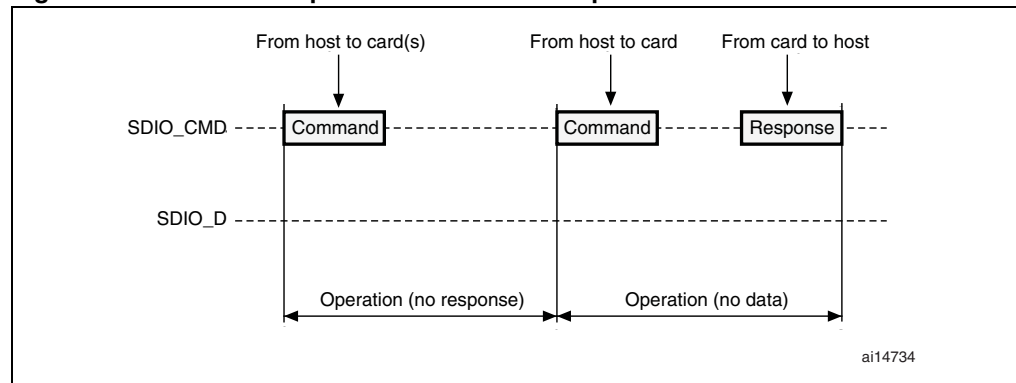 From host to card(s) From host to card From card to host
SDIO_CMD Command Command Response
SDIO_D
Operation (no response) Operation (no data)
ai14734